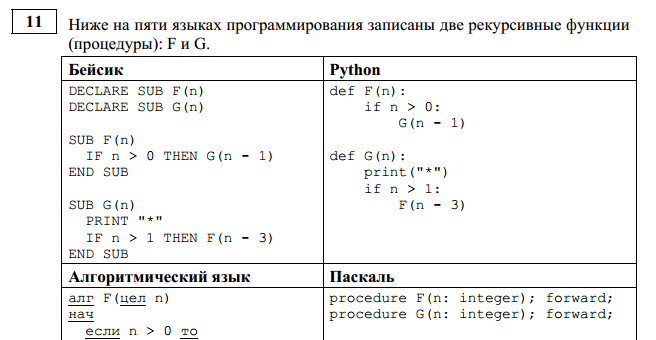 11
Ниже на пяти языках программирования записаны две рекурсивные функции
(процедуры): F и G.
Бейсик
DECLARE SUB F(n)
DECLARE SUB G(n)
SUB F(n)
IF n > 0 THEN G(n - 1)
END SUB
SUB G(n)
PRINT "*"
IF n > 1 THEN F(n - 3)
END SUB
Python
def F(n):
if n > 0:
G(n - 1)
def G(n):
print("*")
if n > 1:
F(n - 3)
Алгоритмический язык
алг F(цел n)
нач
если n > 0 то
Паскаль
procedure F(n: integer); forward;
procedure G(n: integer); forward;